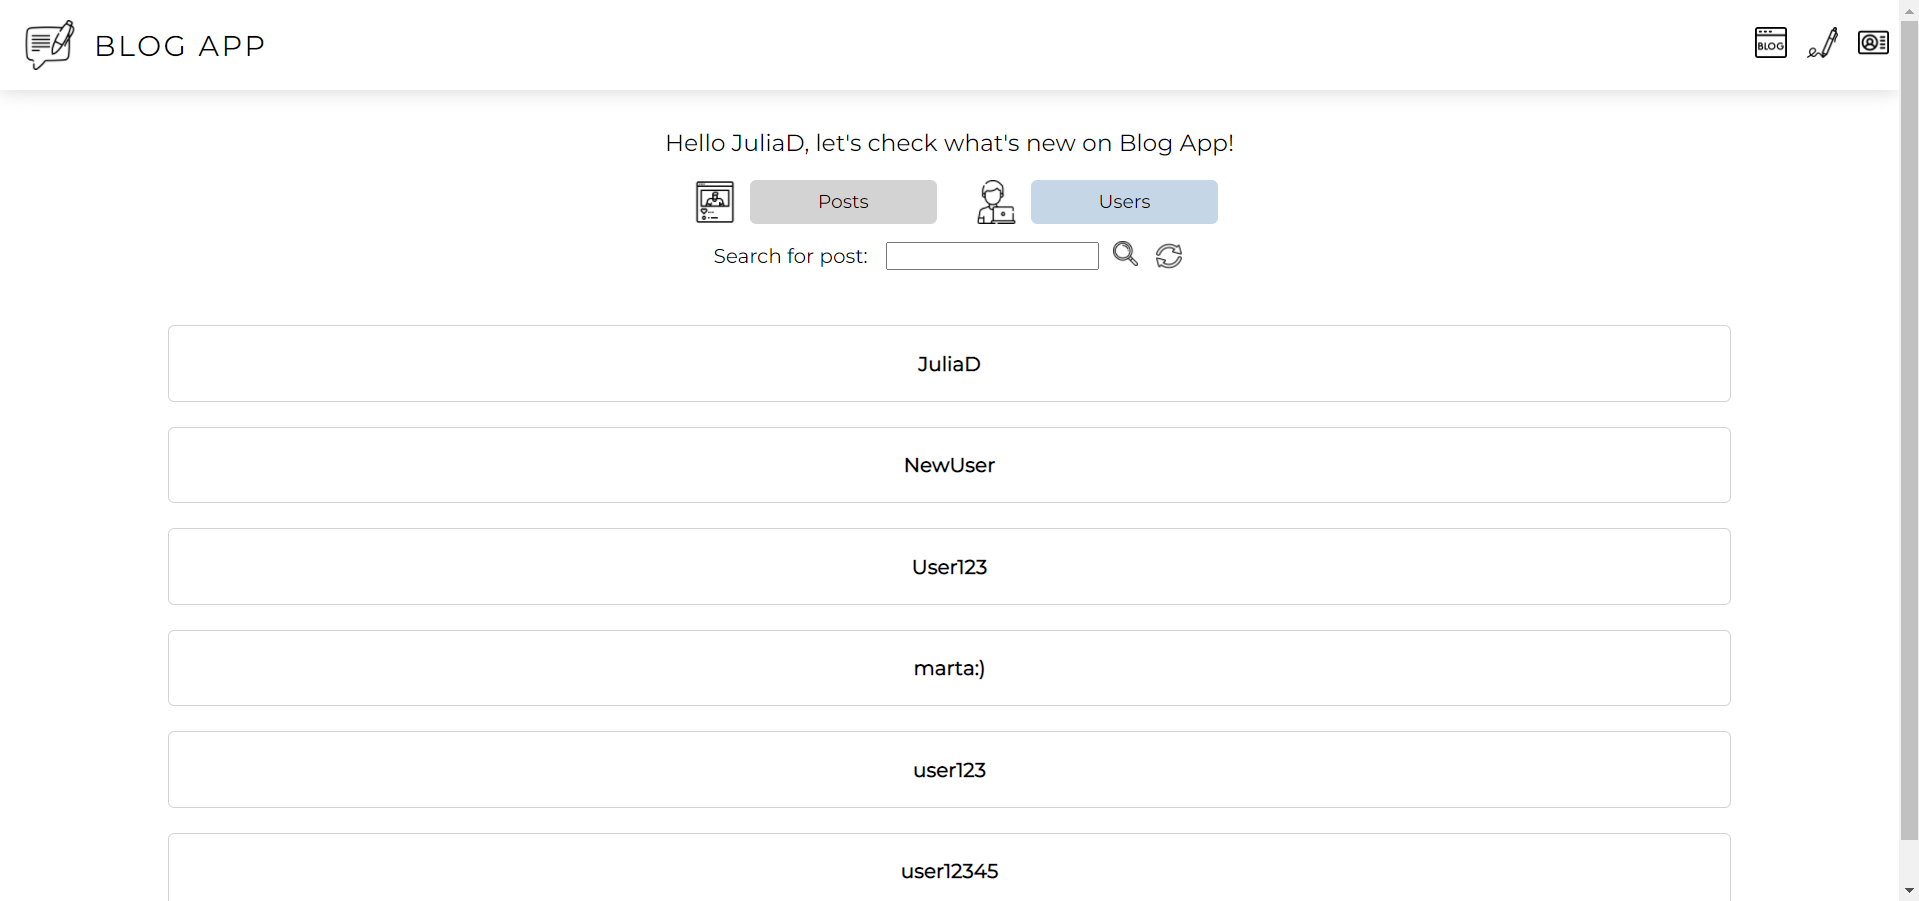 BLOG APP
BLOG
Hello JuliaD, let's check what's new on Blog App!
Posts
Users
Search for post:
JuliaD
NewUser
User123
marta:)
user123
user12345